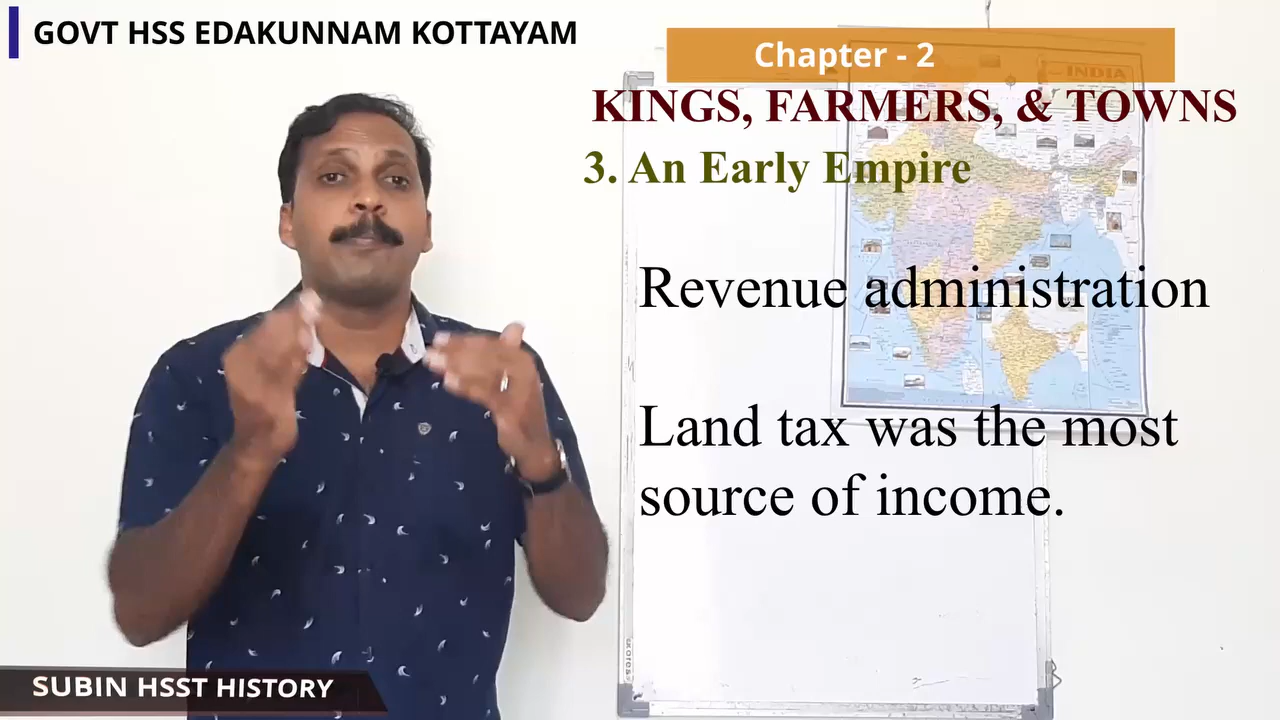 GOVT HSS EDAKUNNAM KOTTAYAM
Chapter - 2
INDIA
KINGS, FARMERS, & TOWNS
3. An Early Empire
Revenue administration
Land tax was the most
source of income.
SUBIN HSST HISTORY